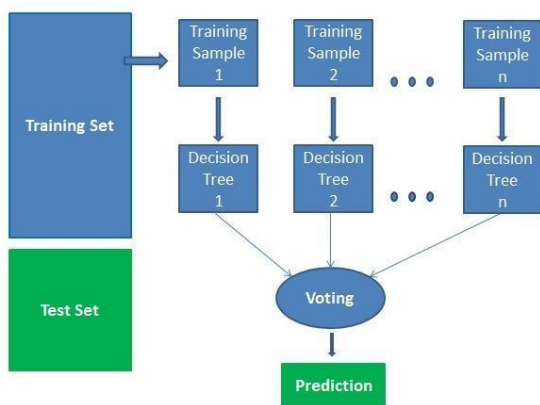 Training Set
Training
Sample
1
Training
Sample
2
Training
Sample
n
Decision
Tree
1
Decision
Tree
2
Decision
Tree
n
Test Set
Voting
Prediction